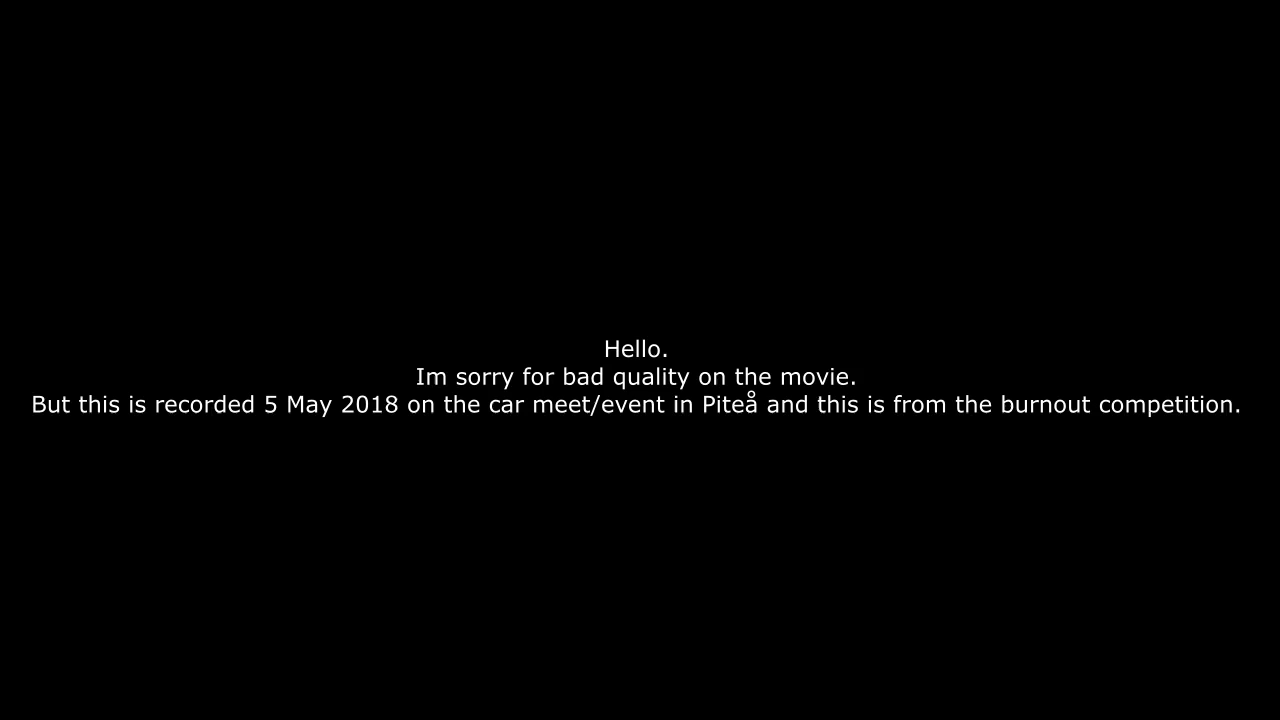 Hello.
Im sorry for bad quality on the movie.
But this is recorded 5 May 2018 on the car meet/event in Piteå and this is from the burnout competition.